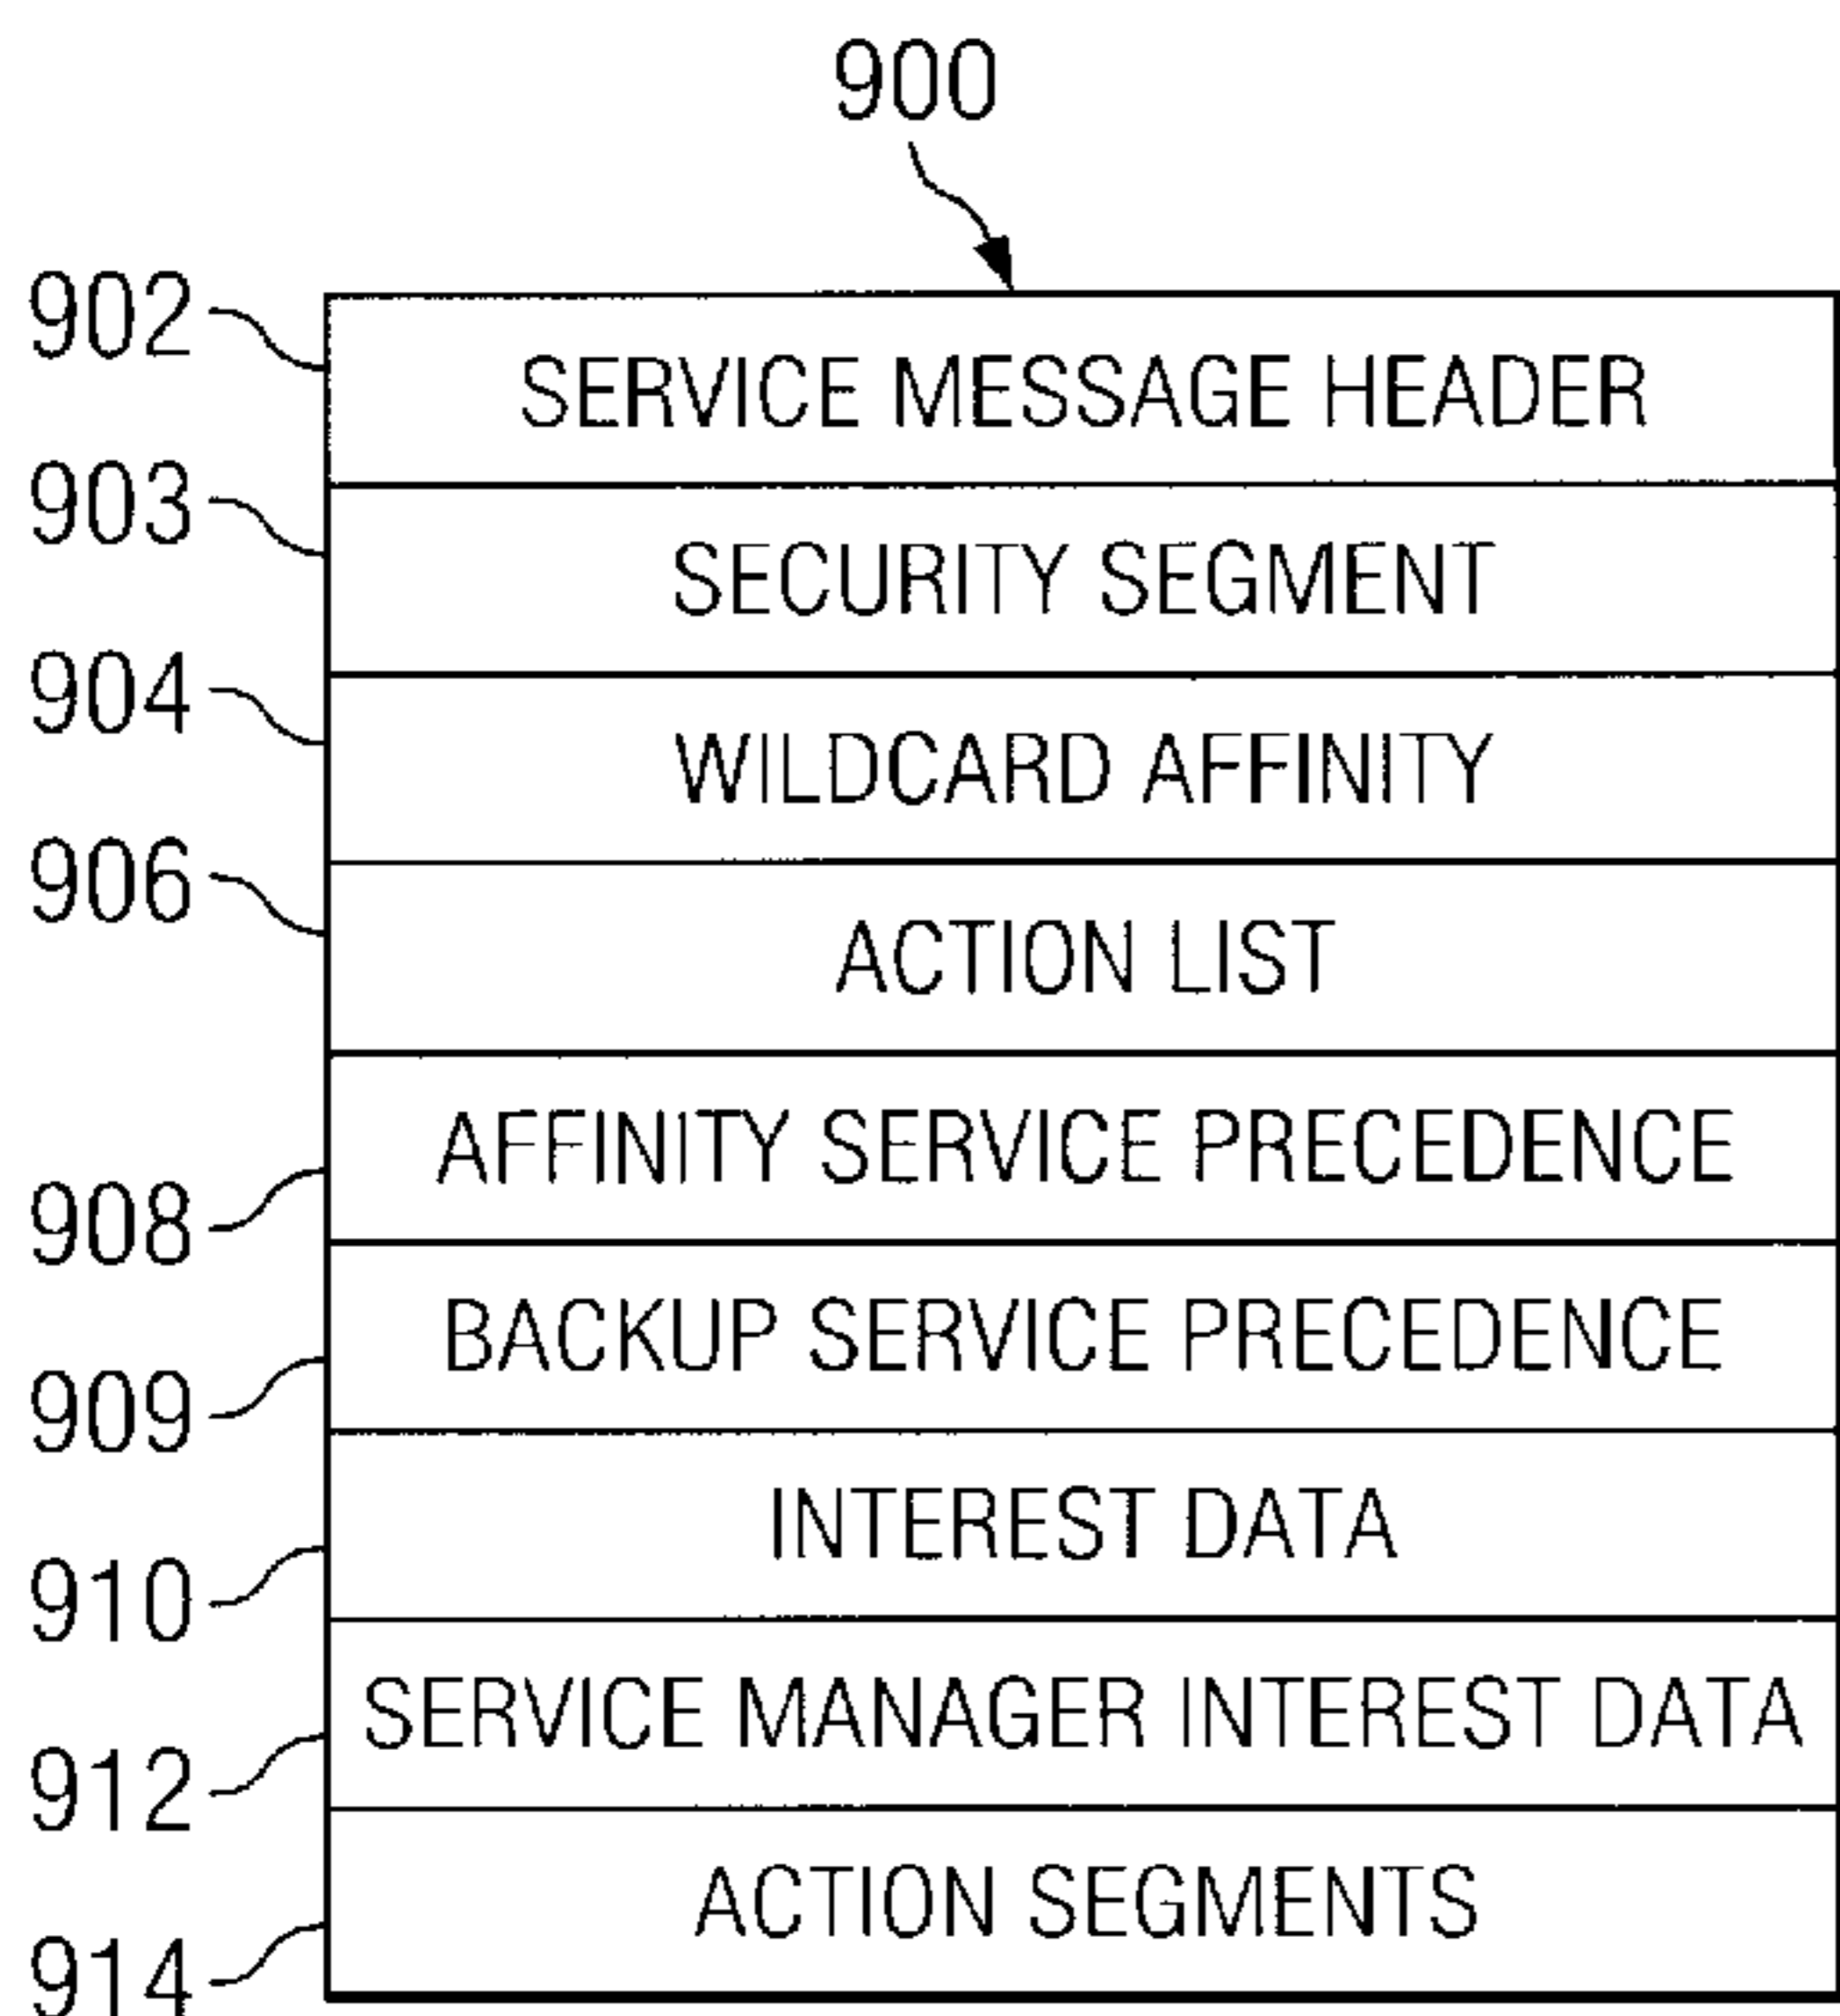 900
902 SERVICE MESSAGE HEADER
903 SECURITY SEGMENT
904 WILDCARD AFFINITY
906 ACTION LIST
908 AFFINITY SERVICE PRECEDENCE
909 BACKUP SERVICE PRECEDENCE
910 INTEREST DATA
912 SERVICE MANAGER INTEREST DATA
914 ACTION SEGMENTS